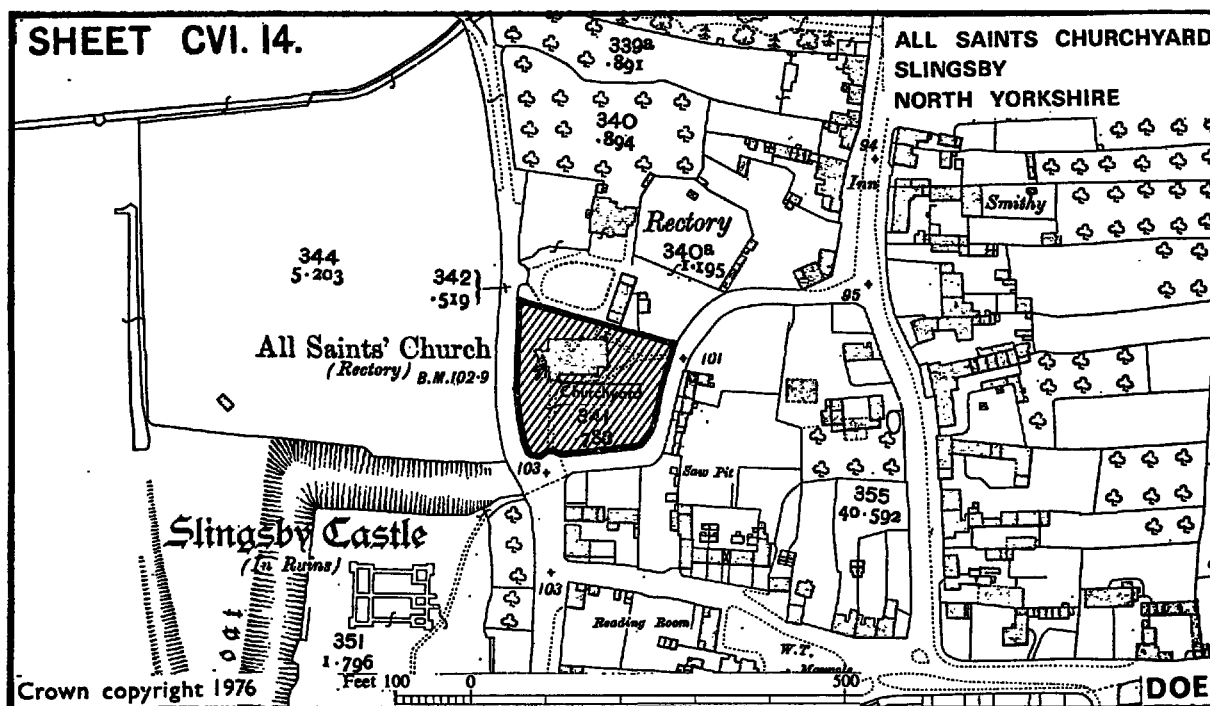 SHEET CVI. 14.
ALL SAINTS CHURCHYARD
SLINGSBY
NORTH YORKSHIRE
339a
.891
340
.894
94
Inn
Smithy
Rectory
340a
1.195
344
5.203
342
.519
95
All Saints' Church
(Rectory) B.M.102.9
101
Churchyard
341
103
Saw Pit
355
40.592
Slingsby Castle
(In Ruins)
103
Reading Room
351
1.796
oat
W.T.
Crown copyright 1976
Feet 100 0 500
DOE